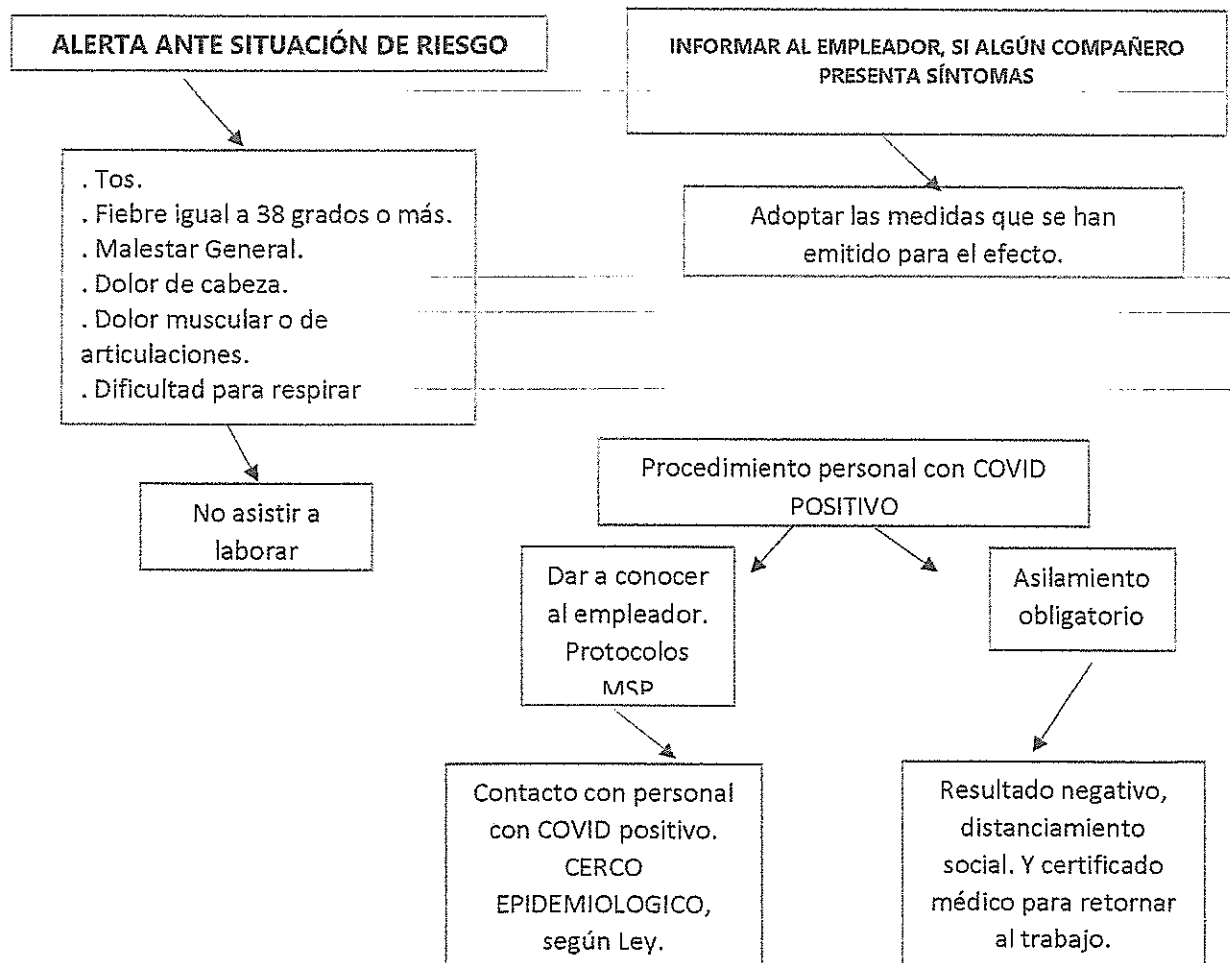 ALERTA ANTE SITUACIÓN DE RIESGO
. Tos.
. Fiebre igual a 38 grados o más.
. Malestar General.
. Dolor de cabeza.
. Dolor muscular o de
articulaciones.
. Dificultad para respirar
No asistir a
laborar
INFORMAR AL EMPLEADOR, SI ALGÚN COMPAÑERO
PRESENTA SÍNTOMAS
Adoptar las medidas que se han
emitido para el efecto.
Procedimiento personal con COVID
POSITIVO
Dar a conocer
al empleador.
Protocolos
MSP
Contacto con personal
con COVID positivo.
CERCO
EPIDEMIOLOGICO,
según Ley.
Asilamiento
obligatorio
Resultado negativo,
distanciamiento
social. Y certificado
médico para retornar
al trabajo.